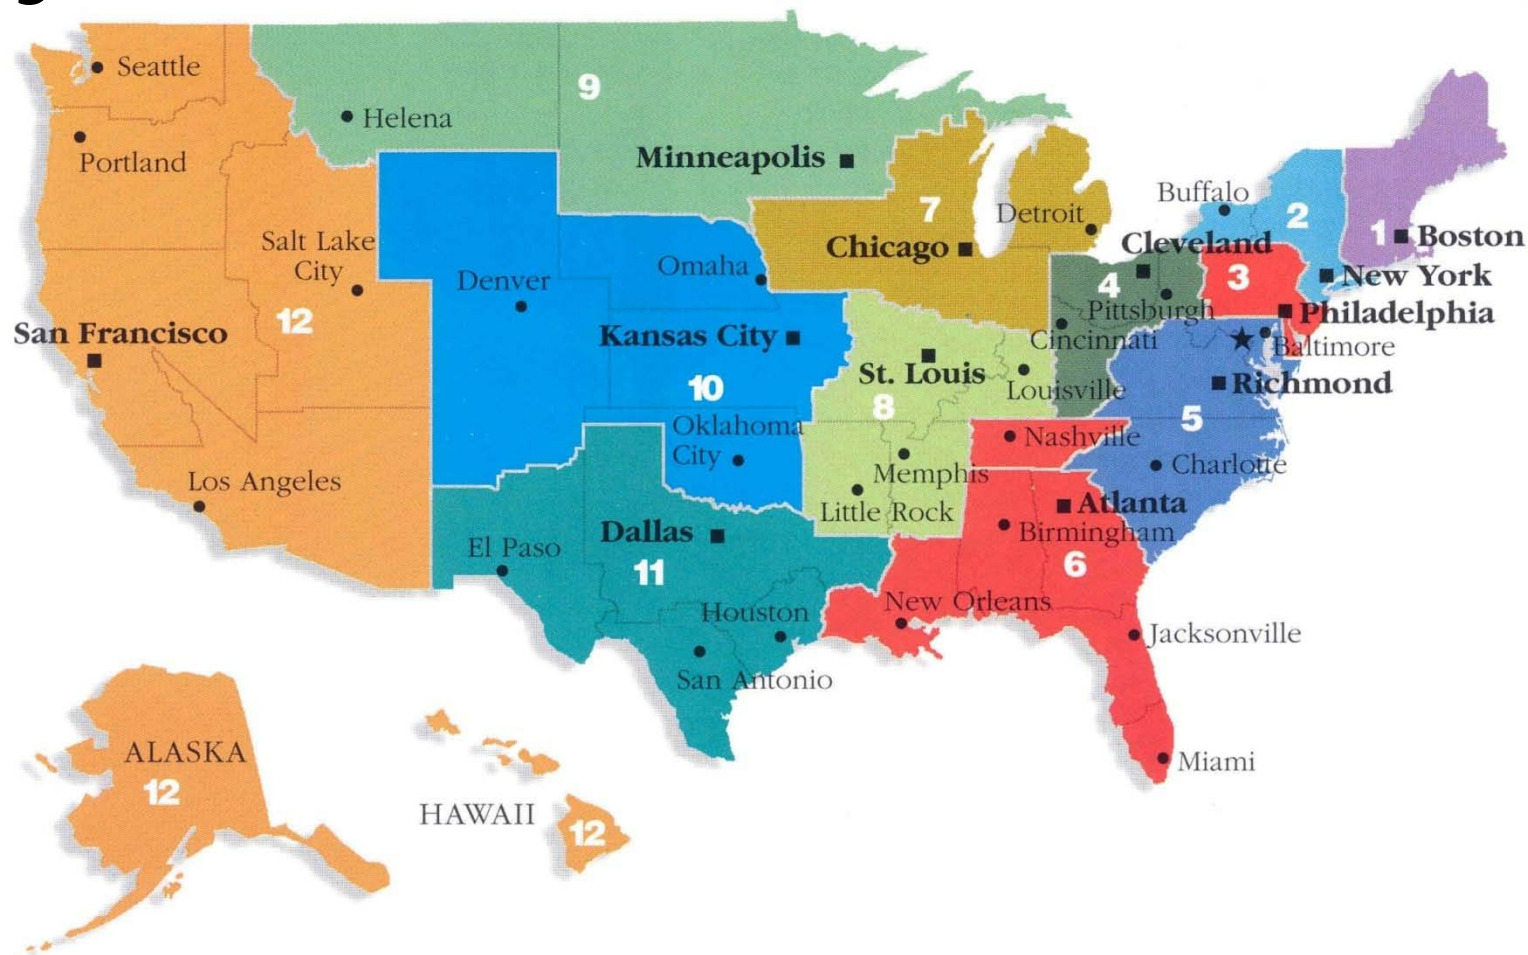 Seattle
Helena
9
Portland
Minneapolis
Buffalo
7
Detroit
2
1
Boston
Salt Lake
City
Chicago
Cleveland
Omaha
Denver
4
3
New York
12
Pittsburgh
Philadelphia
San Francisco
Kansas City
Cincinnati
Baltimore
St. Louis
Louisville
Richmond
10
8
5
Oklahoma
City
Nashville
Memphis
Charlotte
Los Angeles
Little Rock
Atlanta
Birmingham
Dallas
El Paso
11
6
New Orleans
Houston
Jacksonville
San Antonio
ALASKA
12
Miami
HAWAII
12